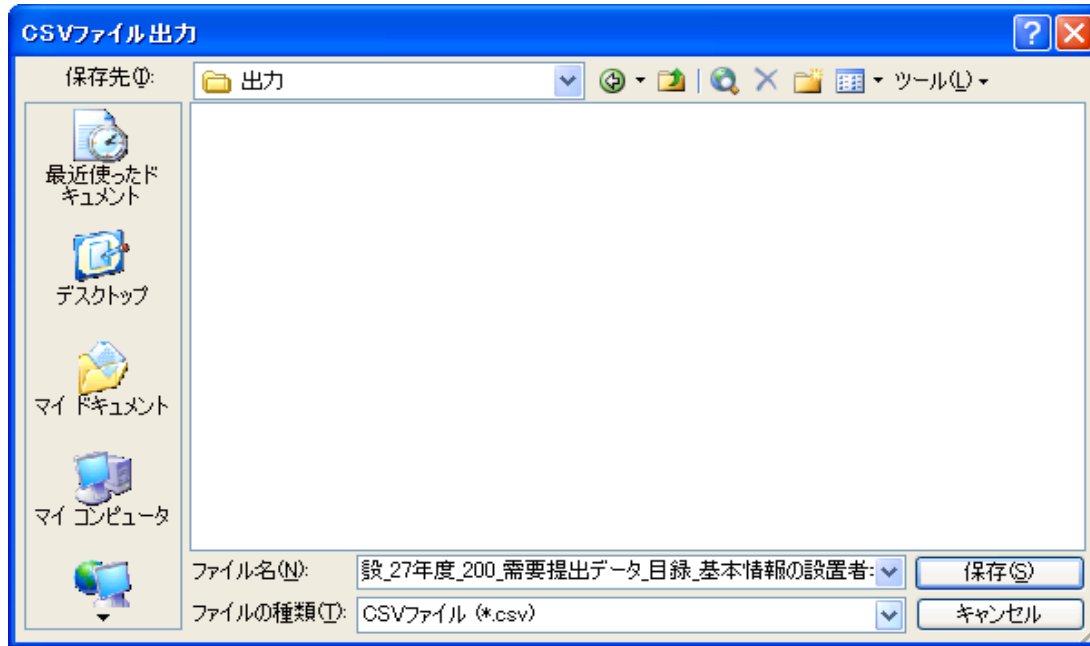 CSVファイル出力
保存先(I):
出力
ツール(L)
最近使ったド
キュメント
デスクトップ
マイ ドキュメント
マイ コンピュータ
ファイル名(N):
設_27年度_200_需要提出データ_目録_基本情報の設置者:
保存(S)
ファイルの種類(T):
CSVファイル (*.csv)
キャンセル